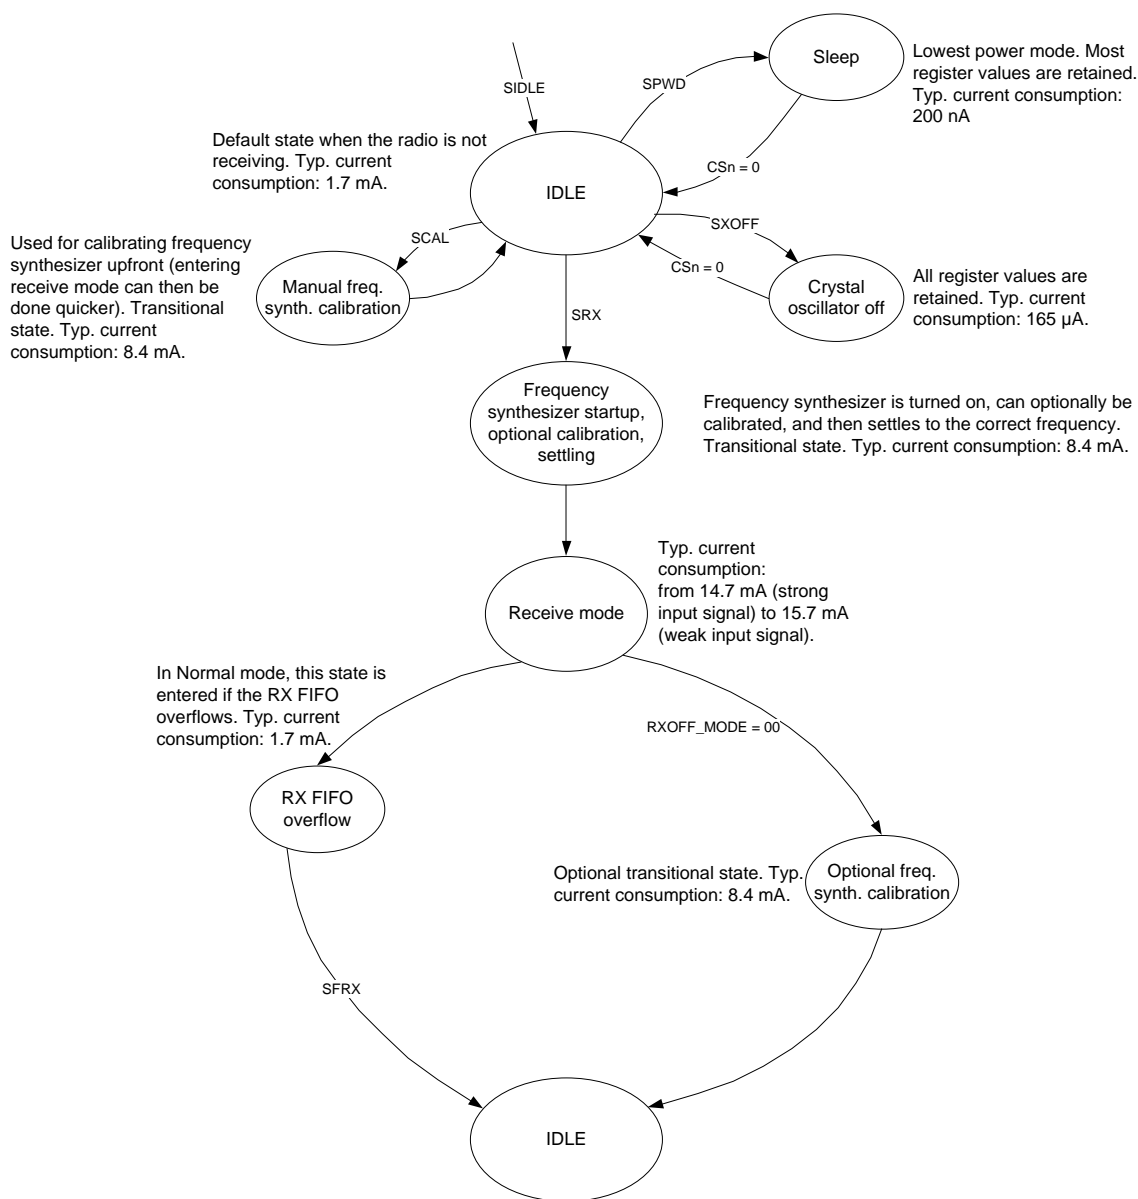 Sleep
Lowest power mode. Most
register values are retained.
Typ. current consumption:
200 nA
SIDLE
SPWD
Default state when the radio is not
receiving. Typ. current
consumption: 1.7 mA.
CSn = 0
IDLE
SXOFF
SCAL
Used for calibrating frequency
synthesizer upfront (entering
receive mode can then be
done quicker). Transitional
state. Typ. current
consumption: 8.4 mA.
Manual freq.
synth. calibration
CSn = 0
Crystal
oscillator off
All register values are
retained. Typ. current
consumption: 165 µA.
SRX
Frequency
synthesizer startup,
optional calibration,
settling
Frequency synthesizer is turned on, can optionally be
calibrated, and then settles to the correct frequency.
Transitional state. Typ. current consumption: 8.4 mA.
Receive mode
Typ. current
consumption:
from 14.7 mA (strong
input signal) to 15.7 mA
(weak input signal).
In Normal mode, this state is
entered if the RX FIFO
overflows. Typ. current
consumption: 1.7 mA.
RXOFF_MODE = 00
RX FIFO
overflow
Optional transitional state. Typ.
current consumption: 8.4 mA.
Optional freq.
synth. calibration
SFRX
IDLE